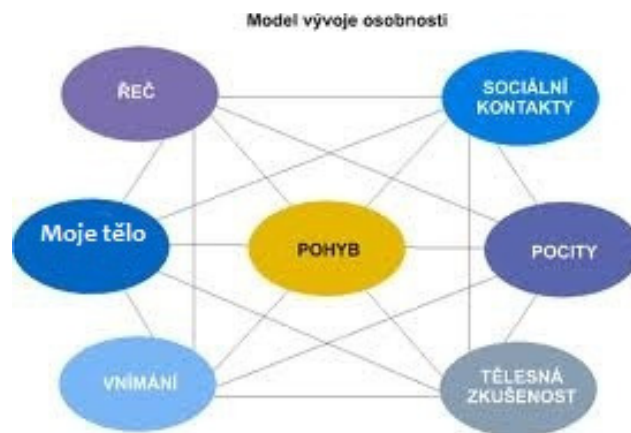 Model vývoje osobnosti
ŘEČ
SOCIÁLNÍ
KONTAKTY
Moje tělo
POHYB
POCITY
VNÍMÁNÍ
TĚLESNÁ
ZKUŠENOST